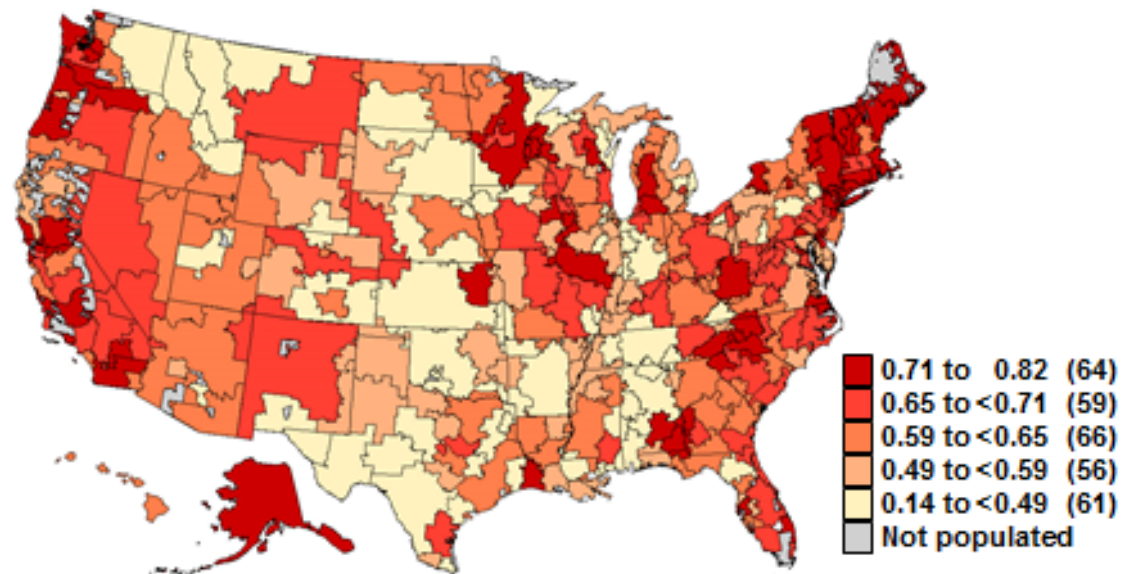 0.71 to 0.82 (64)
0.65 to <0.71 (59)
0.59 to <0.65 (66)
0.49 to <0.59 (56)
0.14 to <0.49 (61)
Not populated